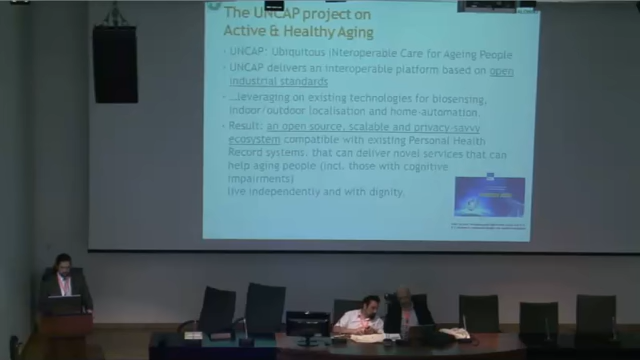 The UNCAP project on
Active & Healthy Aging
UNCAP: Ubiquitous iNteroperable Care for Ageing People
UNCAP delivers an interoperable platform based on open
industrial standards
...leveraging on existing technologies for biosensing,
indoor/outdoor localisation and home-automation.
Result: an open source, scalable and privacy-savvy
ecosystem compatible with existing Personal Health
Record systems, that can deliver novel services that can
help aging people (incl. those with cognitive
impairments)
live independently and with dignity.